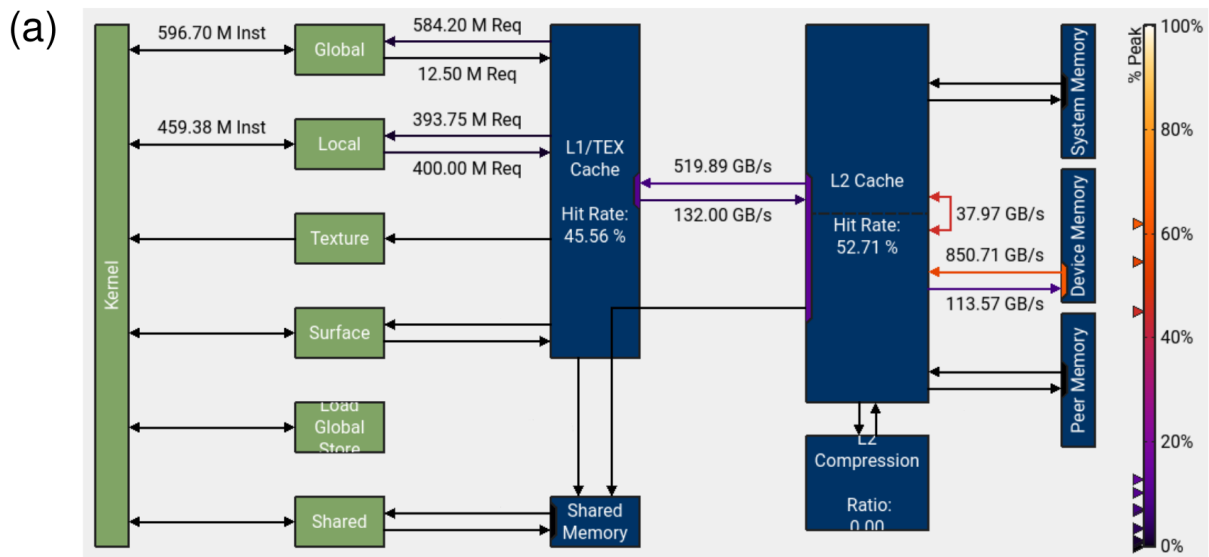 (a)
Kernel
596.70 M Inst
Global
584.20 M Req
12.50 M Req
459.38 M Inst
Local
393.75 M Req
400.00 M Req
Texture
Surface
Load
Global
Store
Shared
L1/TEX
Cache
Hit Rate:
45.56 %
519.89 GB/s
132.00 GB/s
Shared
Memory
L2 Cache
Hit Rate:
52.71 %
37.97 GB/s
850.71 GB/s
113.57 GB/s
L2
Compression
Ratio:
0.00
System Memory
Device Memory
Peer Memory
% Peak
100%
80%
60%
40%
20%
0%